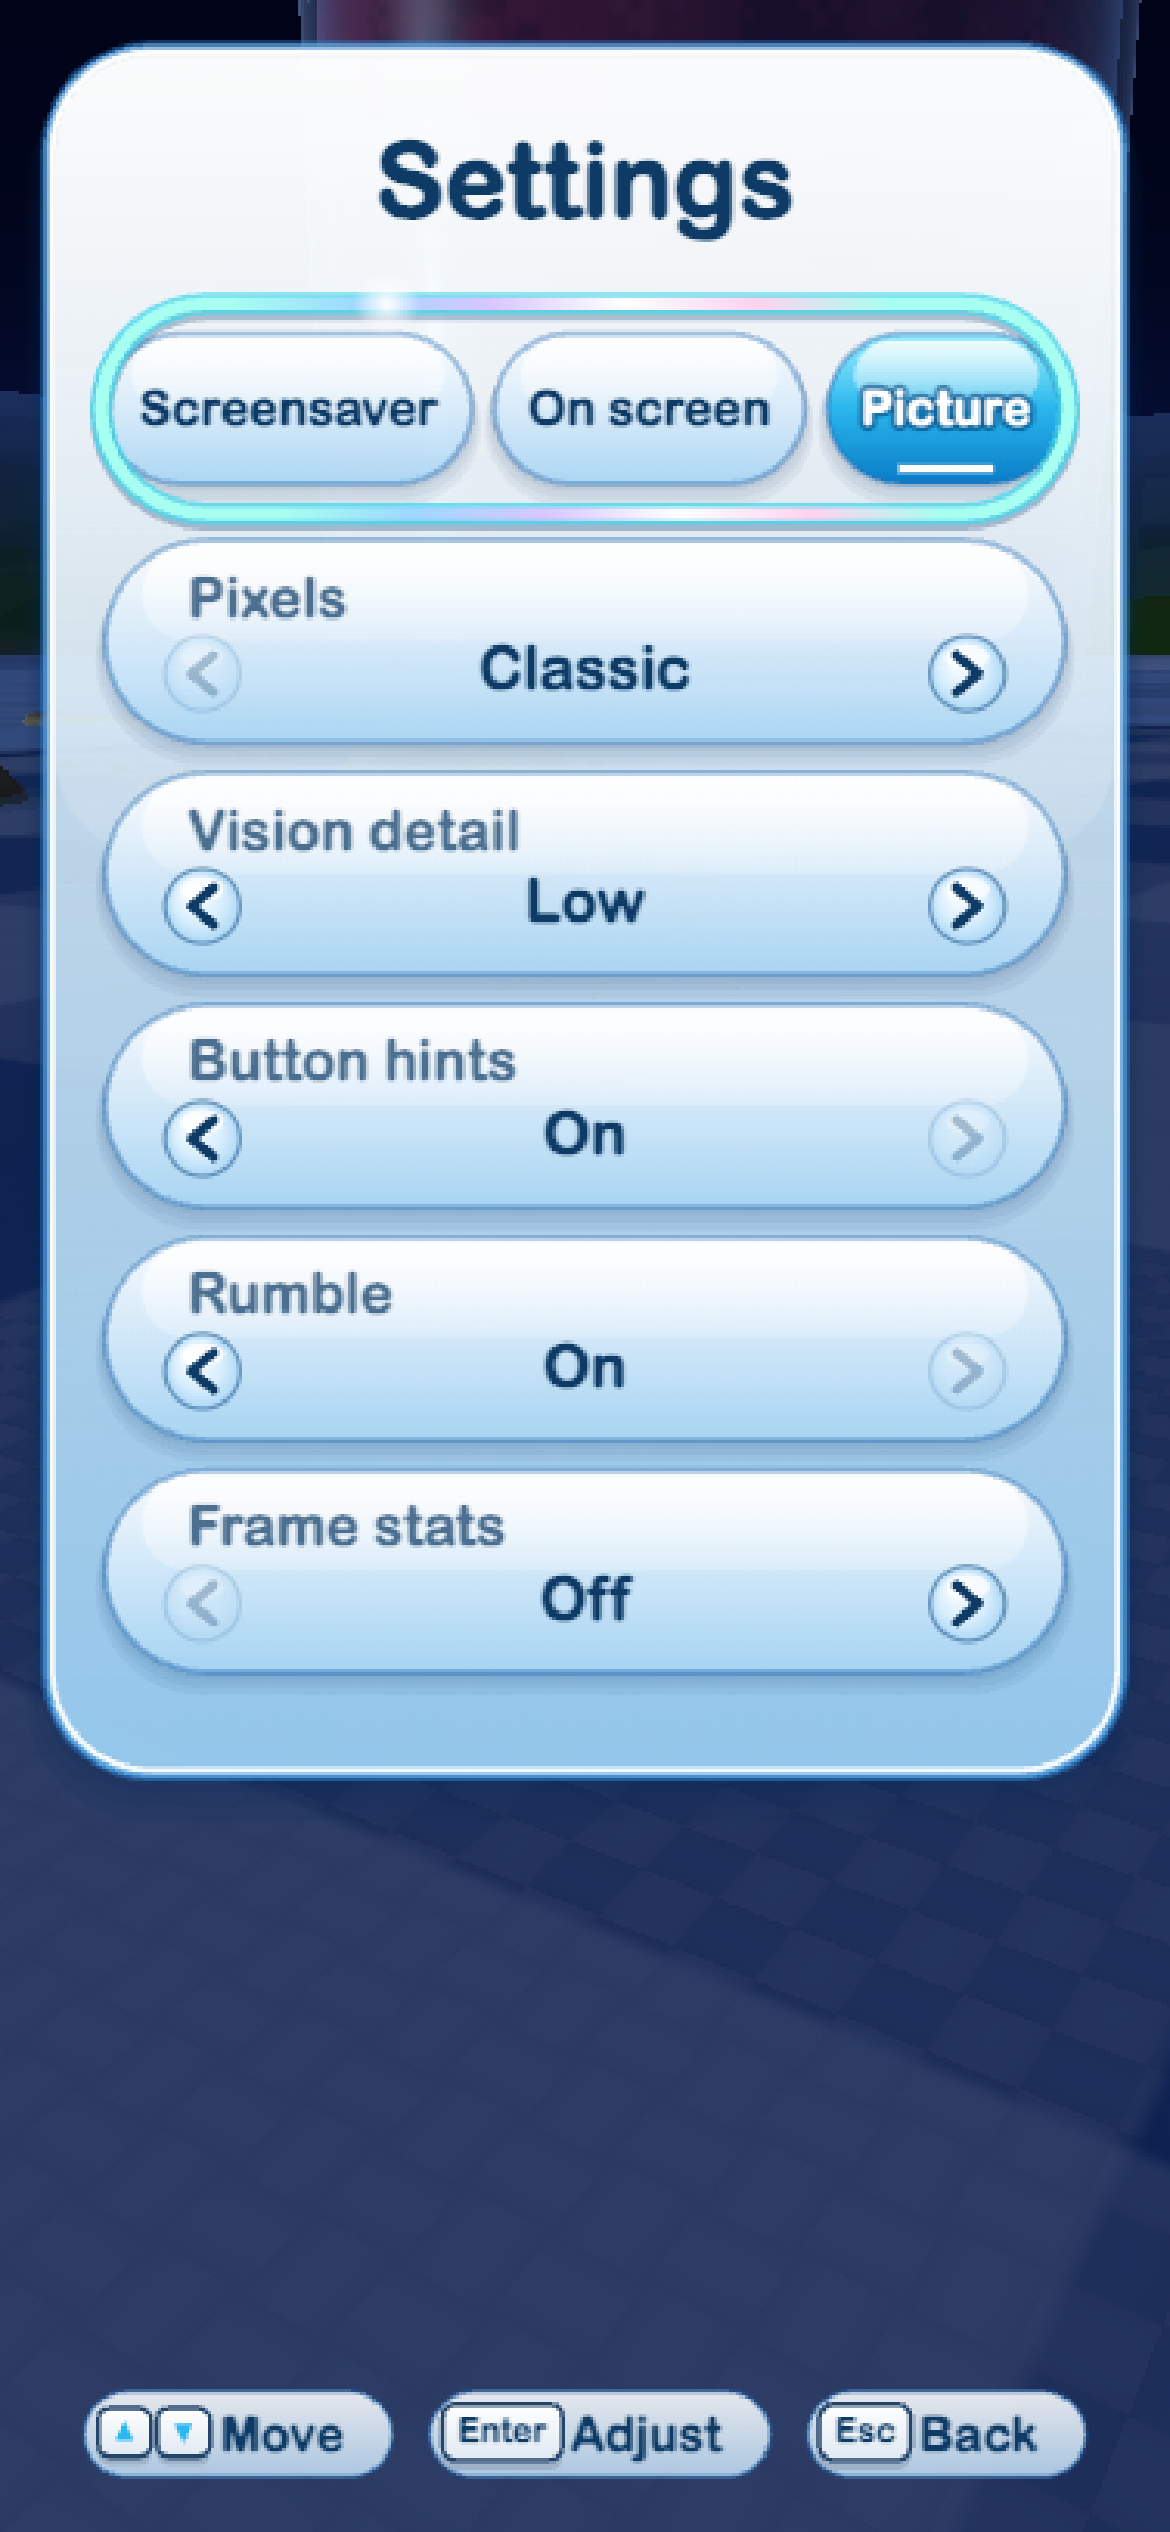 Settings
Screensaver On screen Picture
Pixels
Classic
Vision detail
Low
Button hints
On
Rumble
On
Frame stats
Off
Move Enter Adjust Esc Back